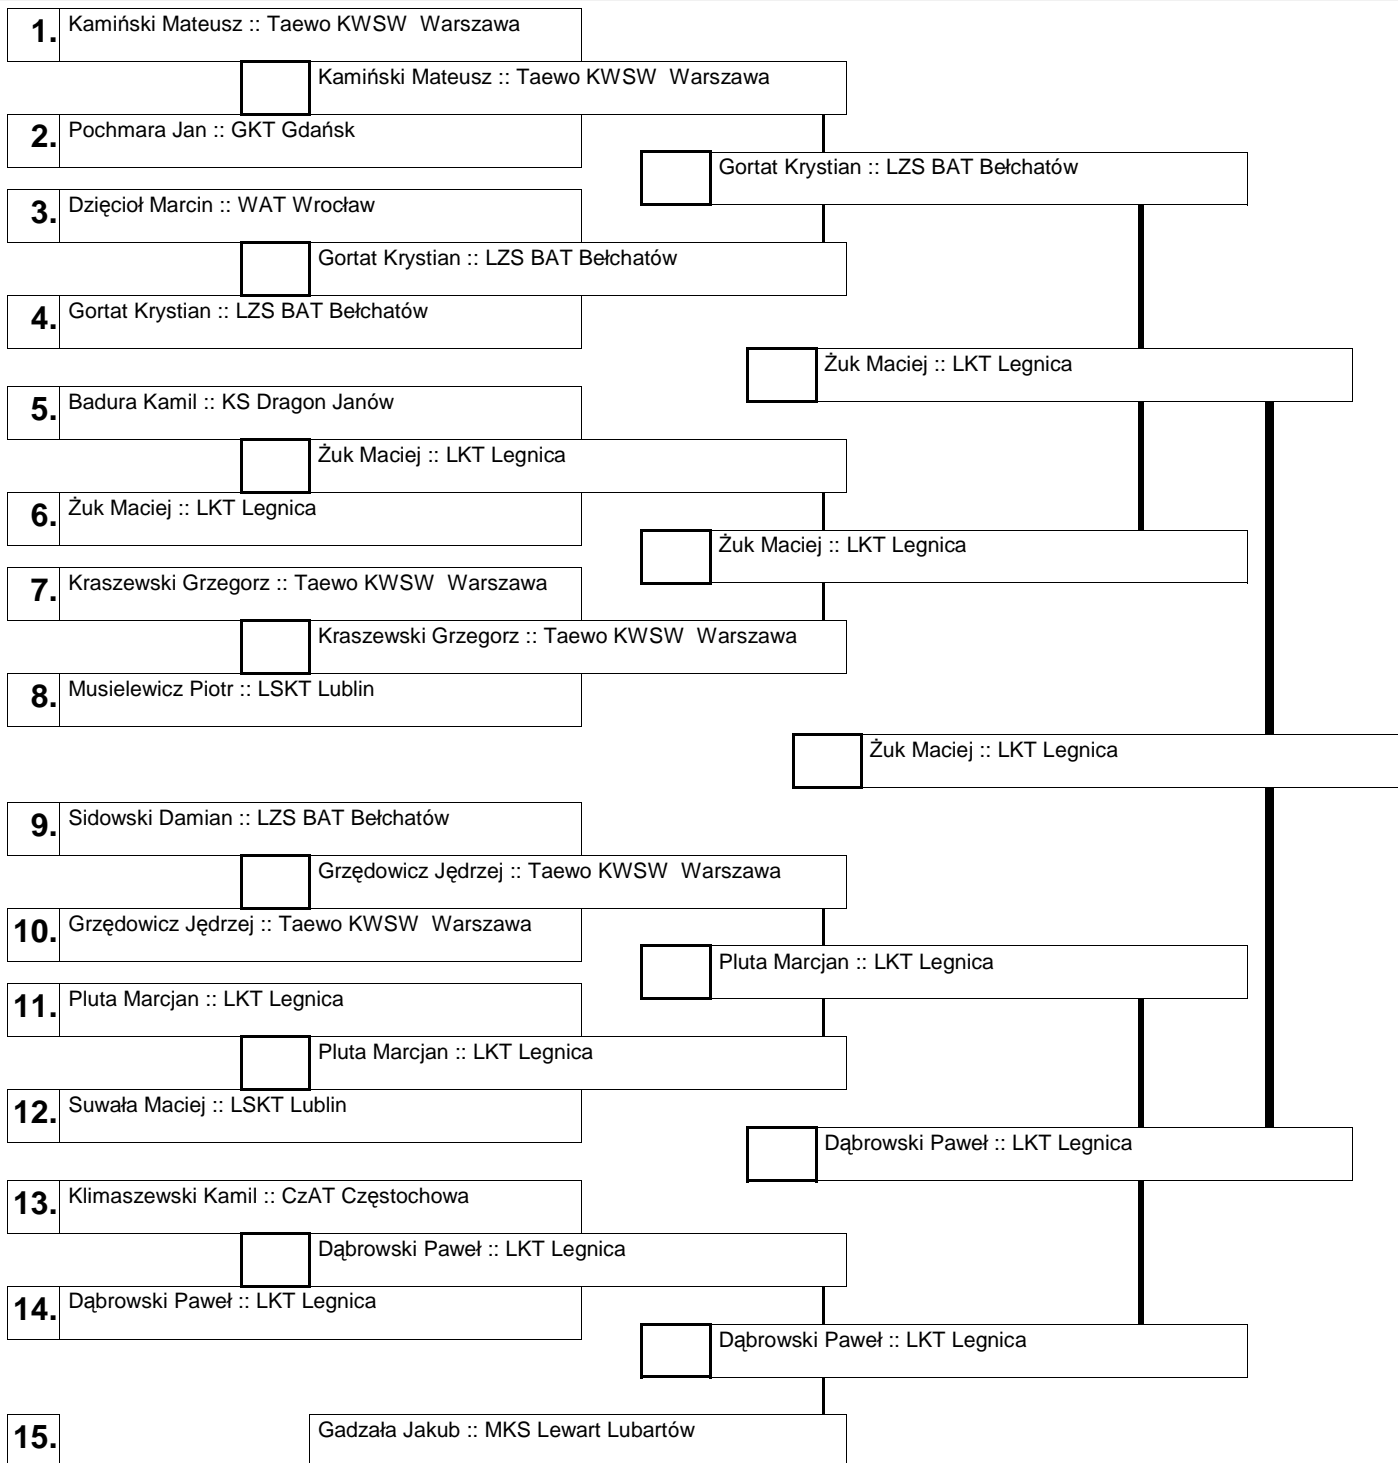 1. Kamiński Mateusz :: Taewo KWSW  Warszawa
Kamiński Mateusz :: Taewo KWSW  Warszawa
2. Pochmara Jan :: GKT Gdańsk
Gortat Krystian :: LZS BAT Bełchatów
3. Dzięcioł Marcin :: WAT Wrocław
Gortat Krystian :: LZS BAT Bełchatów
4. Gortat Krystian :: LZS BAT Bełchatów
Żuk Maciej :: LKT Legnica
5. Badura Kamil :: KS Dragon Janów
Żuk Maciej :: LKT Legnica
6. Żuk Maciej :: LKT Legnica
Żuk Maciej :: LKT Legnica
7. Kraszewski Grzegorz :: Taewo KWSW  Warszawa
Kraszewski Grzegorz :: Taewo KWSW  Warszawa
8. Musielewicz Piotr :: LSKT Lublin
Żuk Maciej :: LKT Legnica
9. Sidowski Damian :: LZS BAT Bełchatów
Grzędowicz Jędrzej :: Taewo KWSW  Warszawa
10. Grzędowicz Jędrzej :: Taewo KWSW  Warszawa
Pluta Marcjan :: LKT Legnica
11. Pluta Marcjan :: LKT Legnica
Pluta Marcjan :: LKT Legnica
12. Suwała Maciej :: LSKT Lublin
Dąbrowski Paweł :: LKT Legnica
13. Klimaszewski Kamil :: CzAT Częstochowa
Dąbrowski Paweł :: LKT Legnica
14. Dąbrowski Paweł :: LKT Legnica
Dąbrowski Paweł :: LKT Legnica
15. Gadzała Jakub :: MKS Lewart Lubartów